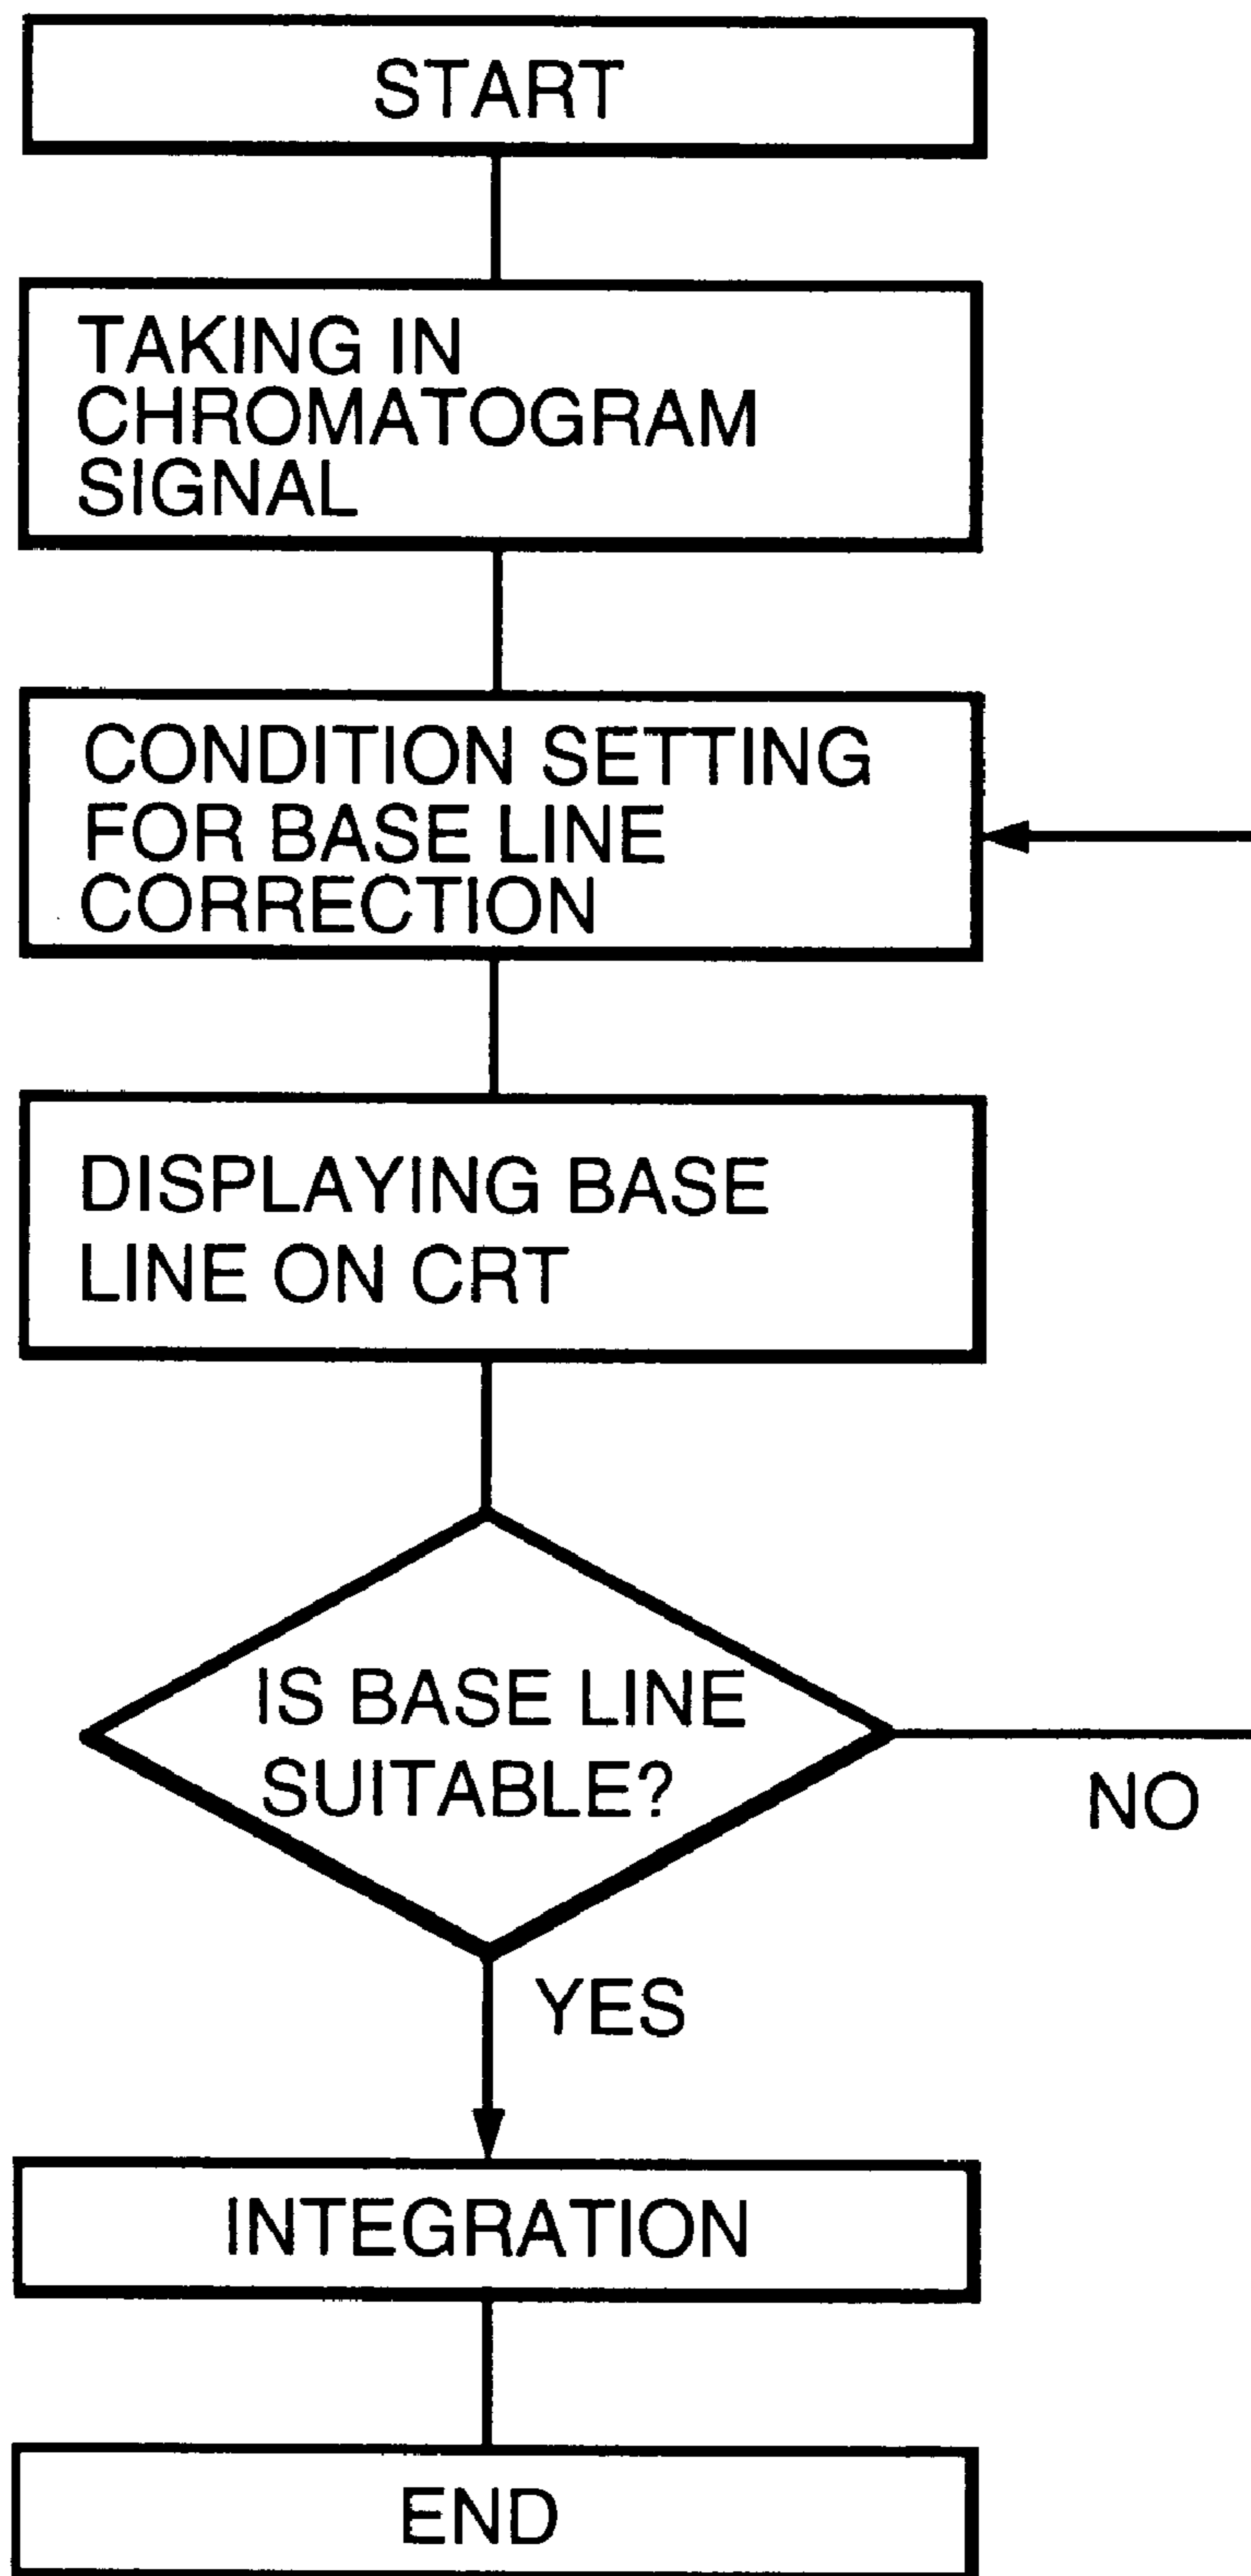 START
TAKING IN
CHROMATOGRAM
SIGNAL
CONDITION SETTING
FOR BASE LINE
CORRECTION
DISPLAYING BASE
LINE ON CRT
IS BASE LINE
SUITABLE?
NO
YES
INTEGRATION
END